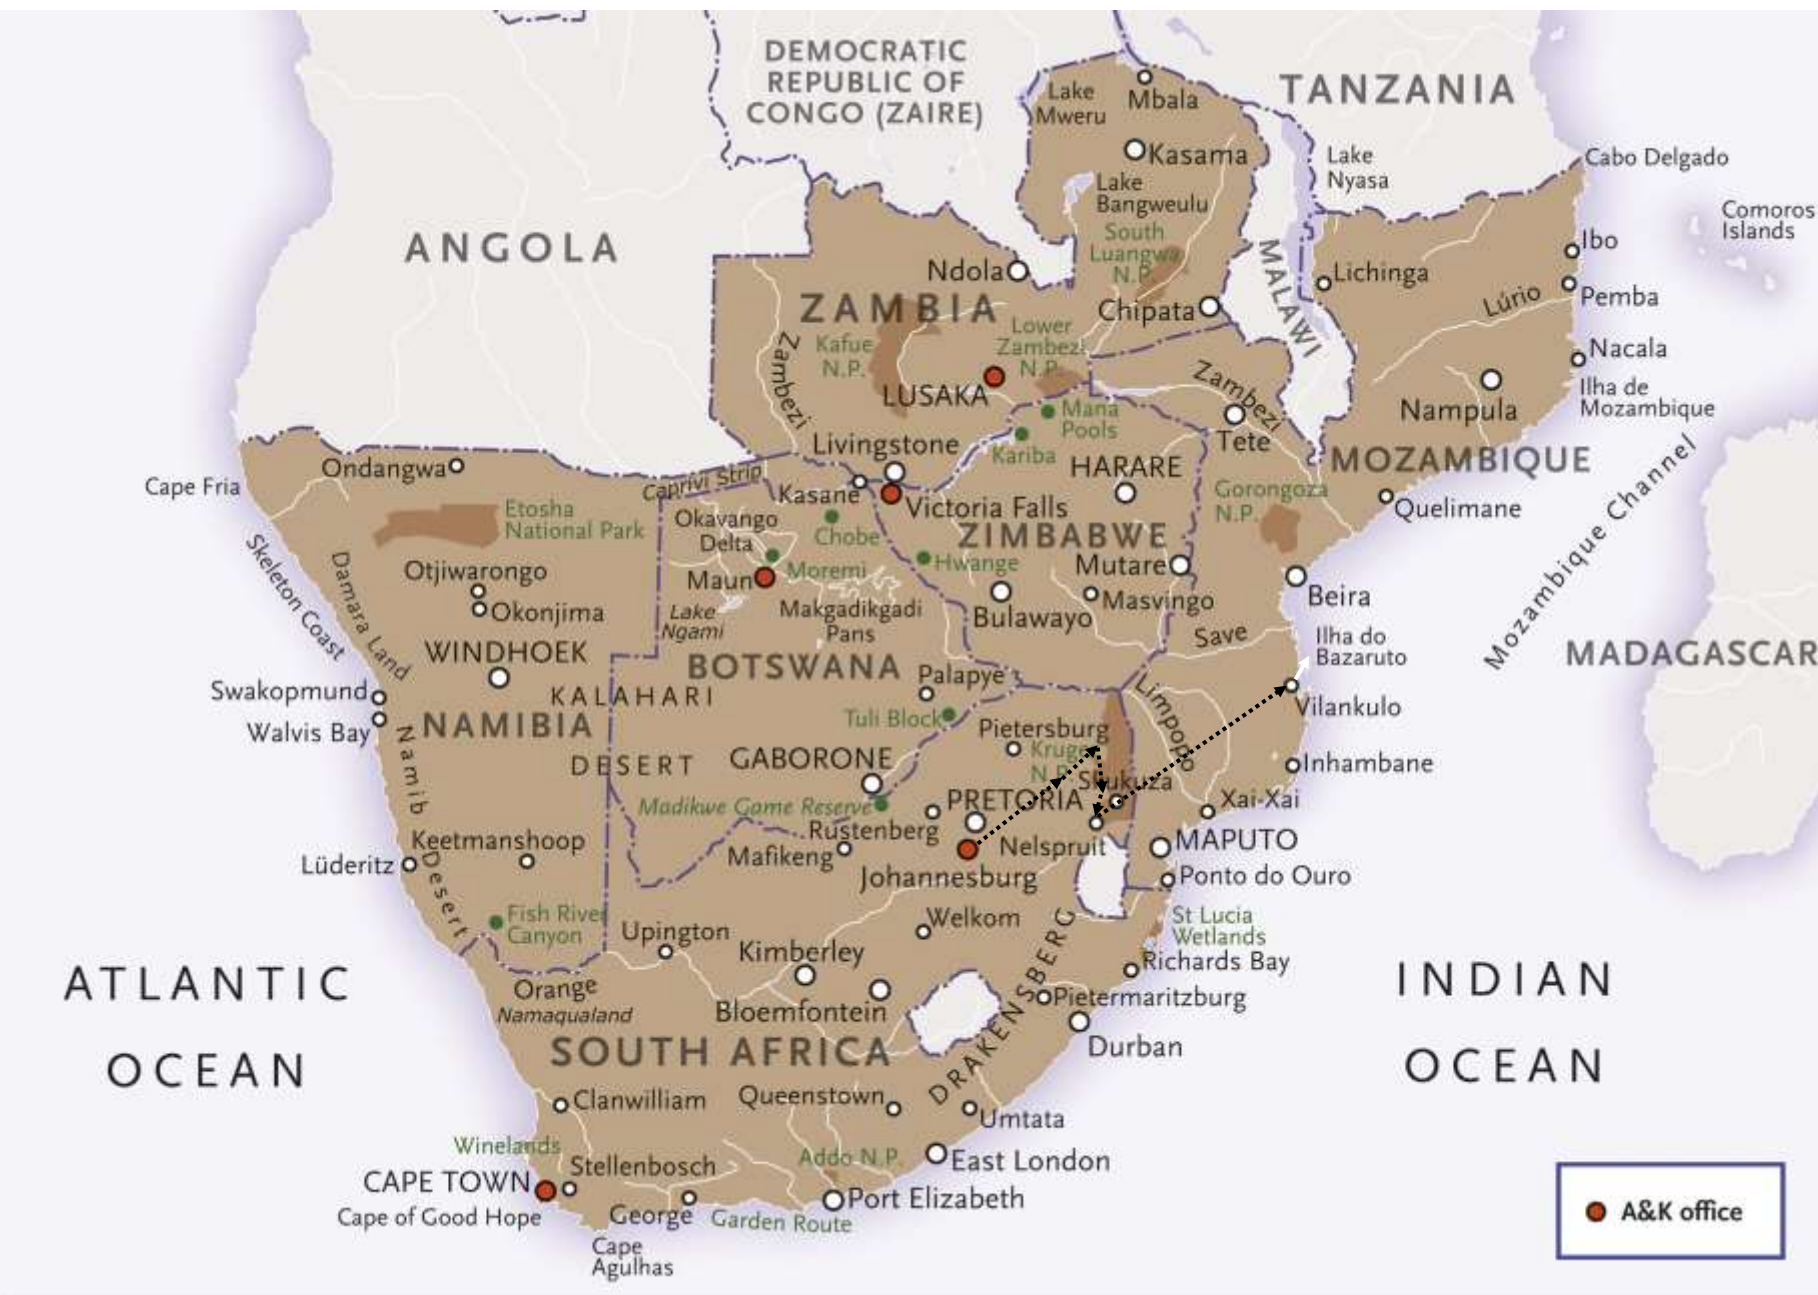 DEMOCRATIC
REPUBLIC OF
CONGO (ZAIRE)
TANZANIA
Lake
Mweru
Mbala
Kasama
Lake
Nyasa
Cabo Delgado
Lake
Bangweulu
Comoros
Islands
ANGOLA
South
Luangwa
N.P.
Ibo
Ndola
MALAWI
Lichinga
Lúrio
Pemba
ZAMBIA
Chipata
Zambezi
Kafue
N.P.
Lower
Zambezi
N.P.
Nacala
LUSAKA
Zambezi
Ilha de
Mozambique
Nampula
Mana
Pools
Tete
Livingstone
Kariba
HARARE
MOZAMBIQUE
Ondangwa
Cape Fria
Caprivi Strip
Kasane
Victoria Falls
Gorongoza
N.P.
Quelimane
Mozambique Channel
Etosha
National Park
Okavango
Delta
Chobe
ZIMBABWE
Skeleton Coast
Damara Land
Otjiwarongo
Maun
Moremi
Hwange
Mutare
Okonjima
Lake
Ngami
Makgadikgadi
Pans
Bulawayo
Masvingo
Beira
Save
Ilha do
Bazaruto
WINDHOEK
BOTSWANA
MADAGASCAR
Swakopmund
KALAHARI
Palapye
Limpopo
Vilankulo
Walvis Bay
Namib Desert
NAMIBIA
Tuli Block
Pietersburg
Kruger
N.P.
DESERT
GABORONE
Inhambane
Skukuza
Madikwe Game Reserve
PRETORIA
Xai-Xai
Rustenberg
Keetmanshoop
Mafikeng
Nelspruit
MAPUTO
Lüderitz
Johannesburg
Ponto do Ouro
Fish River
Canyon
Welkom
St Lucia
Wetlands
Upington
Kimberley
DRAKENSBERG
Richards Bay
ATLANTIC
OCEAN
INDIAN
OCEAN
Orange
Namaqualand
Bloemfontein
Pietermaritzburg
SOUTH AFRICA
Durban
Clanwilliam
Queenstown
Umtata
Winelands
Addo N.P.
East London
Stellenbosch
CAPE TOWN
Cape of Good Hope
George
Garden Route
Port Elizabeth
Cape
Agulhas
A&K office